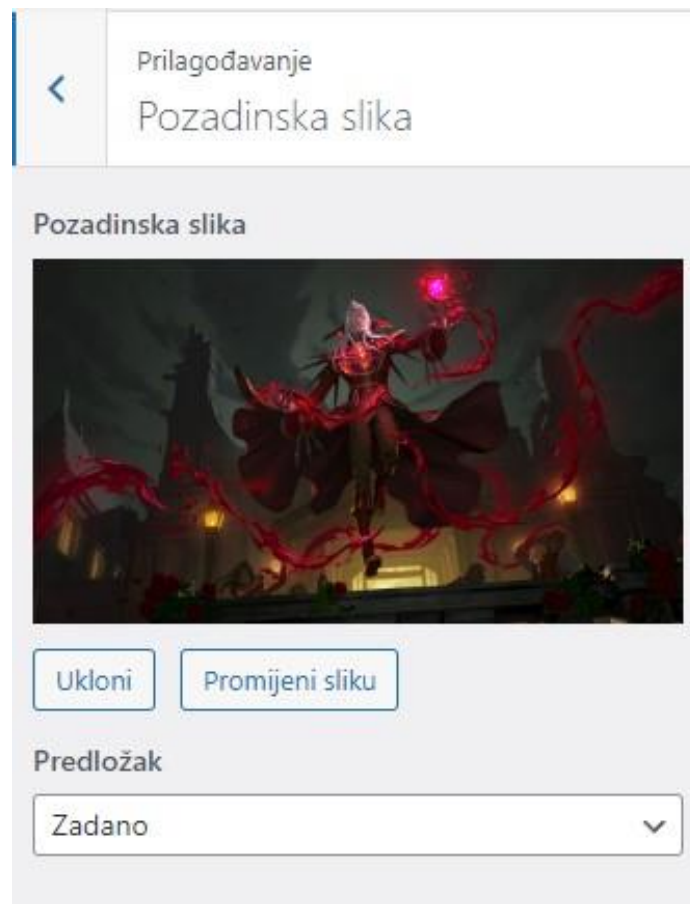 Prilagođavanje
Pozadinska slika
Pozadinska slika
Ukloni
Promijeni sliku
Predložak
Zadano